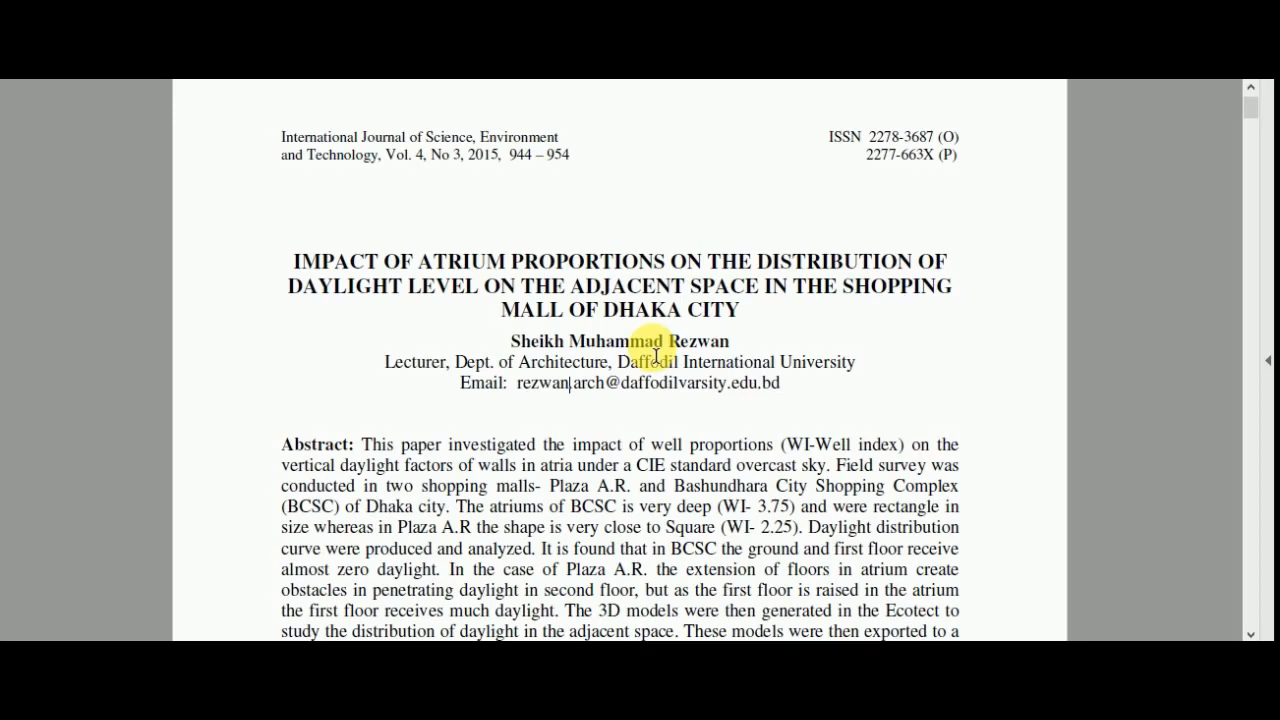 International Journal of Science, Environment
and Technology, Vol. 4, No 3, 2015, 944 – 954
ISSN 2278-3687 (O)
2277-663X (P)
IMPACT OF ATRIUM PROPORTIONS ON THE DISTRIBUTION OF
DAYLIGHT LEVEL ON THE ADJACENT SPACE IN THE SHOPPING
MALL OF DHAKA CITY
Sheikh Muhammad Rezwan
Lecturer, Dept. of Architecture, Daffodil International University
Email: rezwan.arch@daffodilvarsity.edu.bd
Abstract: This paper investigated the impact of well proportions (WI-Well index) on the
vertical daylight factors of walls in atria under a CIE standard overcast sky. Field survey was
conducted in two shopping malls- Plaza A.R. and Bashundhara City Shopping Complex
(BCSC) of Dhaka city. The atriums of BCSC is very deep (WI- 3.75) and were rectangle in
size whereas in Plaza A.R the shape is very close to Square (WI- 2.25). Daylight distribution
curve were produced and analyzed. It is found that in BCSC the ground and first floor receive
almost zero daylight. In the case of Plaza A.R. the extension of floors in atrium create
obstacles in penetrating daylight in second floor, but as the first floor is raised in the atrium
the first floor receives much daylight. The 3D models were then generated in the Ecotect to
study the distribution of daylight in the adjacent space. These models were then exported to a